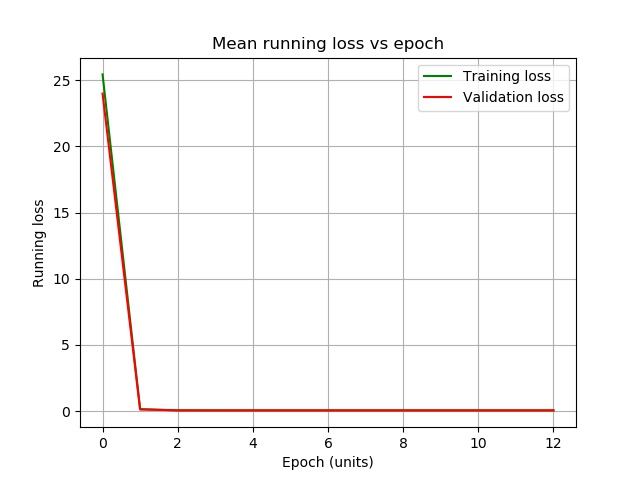 Mean running loss vs epoch
Training loss
Validation loss
Running loss
25
20
15
10
5
0
0 2 4 6 8 10 12
Epoch (units)